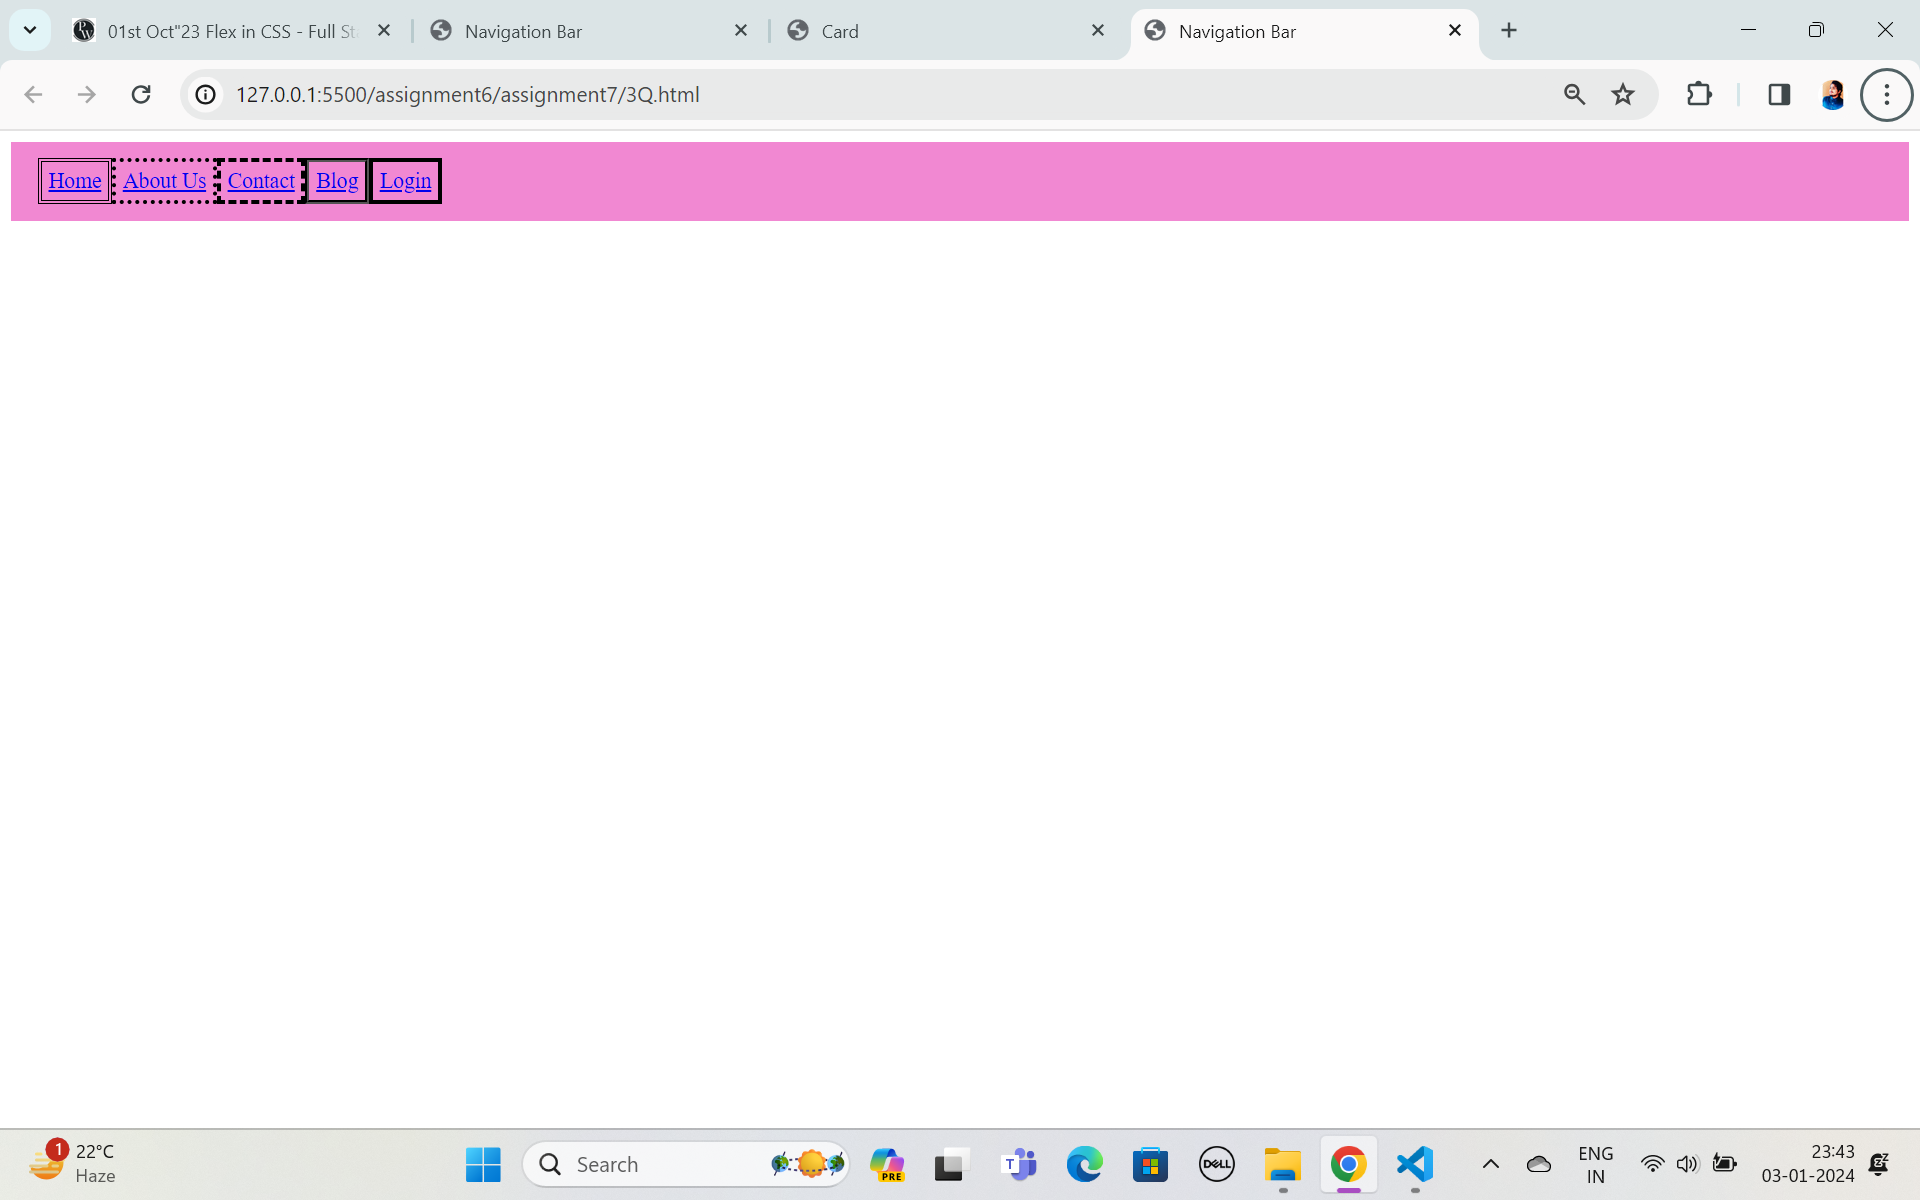 01st Oct"23 Flex in CSS - Full St
Navigation Bar
Card
Navigation Bar
127.0.0.1:5500/assignment6/assignment7/3Q.html
Home About Us Contact Blog Login
1
22°C
Haze
Search
PRE
T
DELL
ENG
IN
23:43
03-01-2024